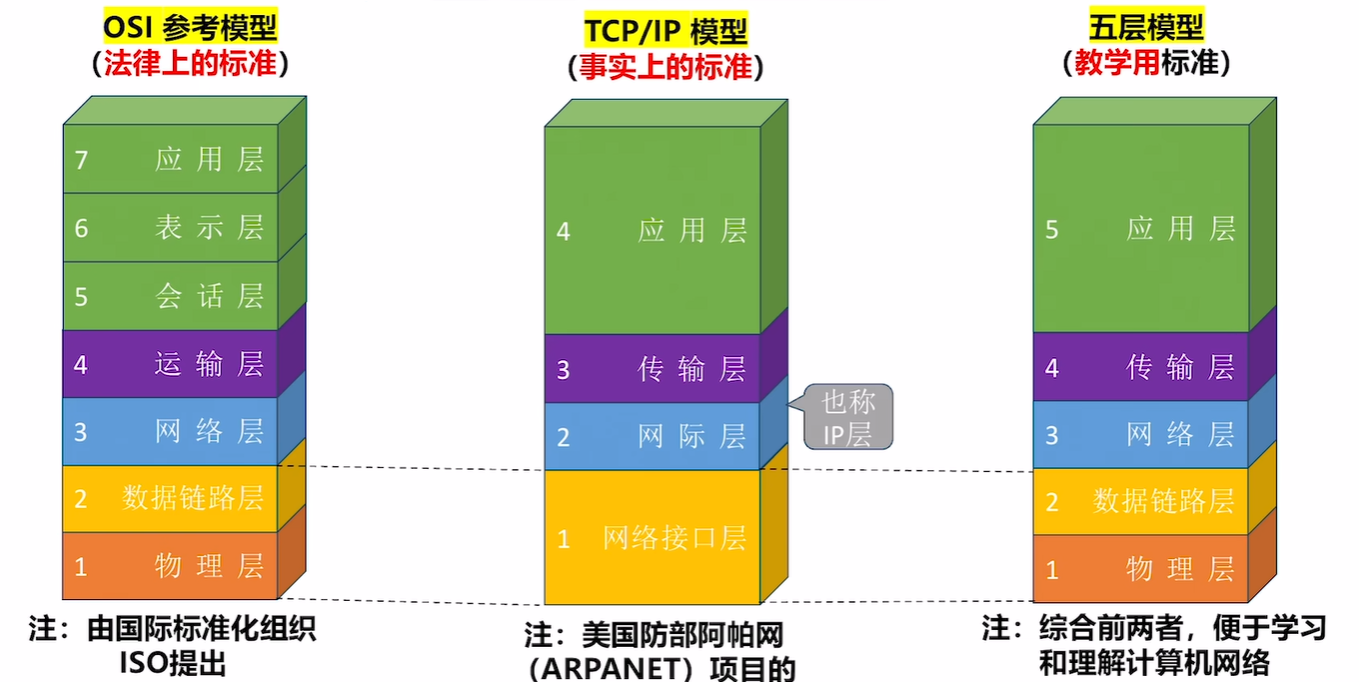 OSI 参考模型
（法律上的标准）
7 应用层
6 表示层
5 会话层
4 运输层
3 网络层
2 数据链路层
1 物理层
注：由国际标准化组织
ISO提出
TCP/IP 模型
（事实上的标准）
4 应用层
3 传输层
2 网际层
1 网络接口层
也称
IP层
注：美国防部阿帕网
（ARPANET）项目的
五层模型
（教学用标准）
5 应用层
4 传输层
3 网络层
2 数据链路层
1 物理层
注：综合前两者，便于学习
和理解计算机网络